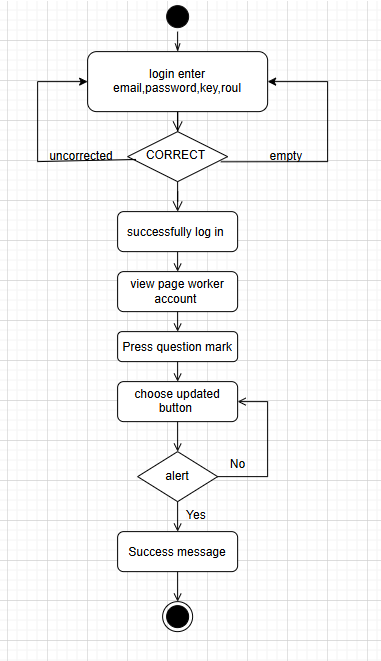 login enter
email,password,key,roul
uncorrected
CORRECT
empty
successfully log in
view page worker
account
Press question mark
choose updated
button
alert
No
Yes
Success message